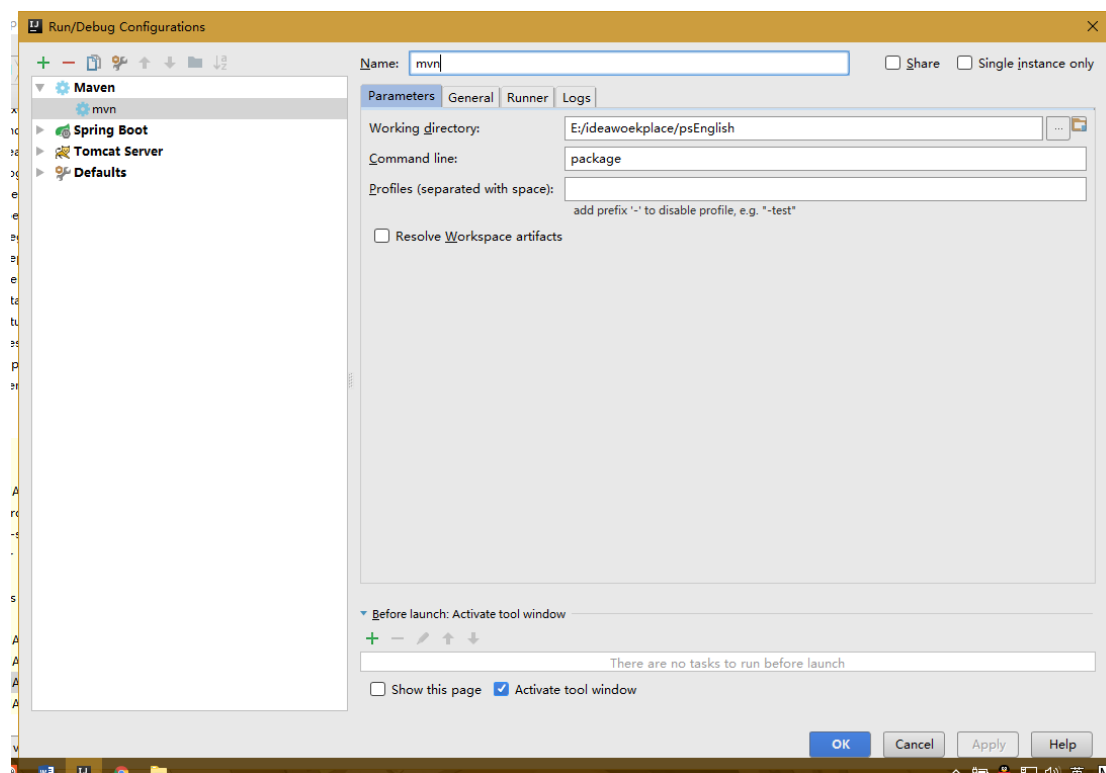 Run/Debug Configurations
Name: mvn
Share
Single instance only
Maven
mvn
Spring Boot
Tomcat Server
Defaults
Parameters General Runner Logs
Working directory: E:/ideawoekplace/psEnglish ...
Command line: package
Profiles (separated with space):
add prefix '-' to disable profile, e.g. "-test"
Resolve Workspace artifacts
Before launch: Activate tool window
There are no tasks to run before launch
Show this page
Activate tool window
OK Cancel Apply Help
英